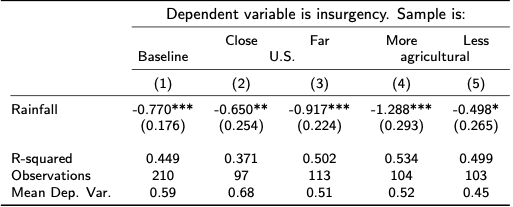 Dependent variable is insurgency. Sample is:
Close Far More Less
Baseline U.S. agricultural
(1) (2) (3) (4) (5)
Rainfall -0.770*** -0.650** -0.917*** -1.288*** -0.498*
(0.176) (0.254) (0.224) (0.293) (0.265)
R-squared 0.449 0.371 0.502 0.534 0.499
Observations 210 97 113 104 103
Mean Dep. Var. 0.59 0.68 0.51 0.52 0.45